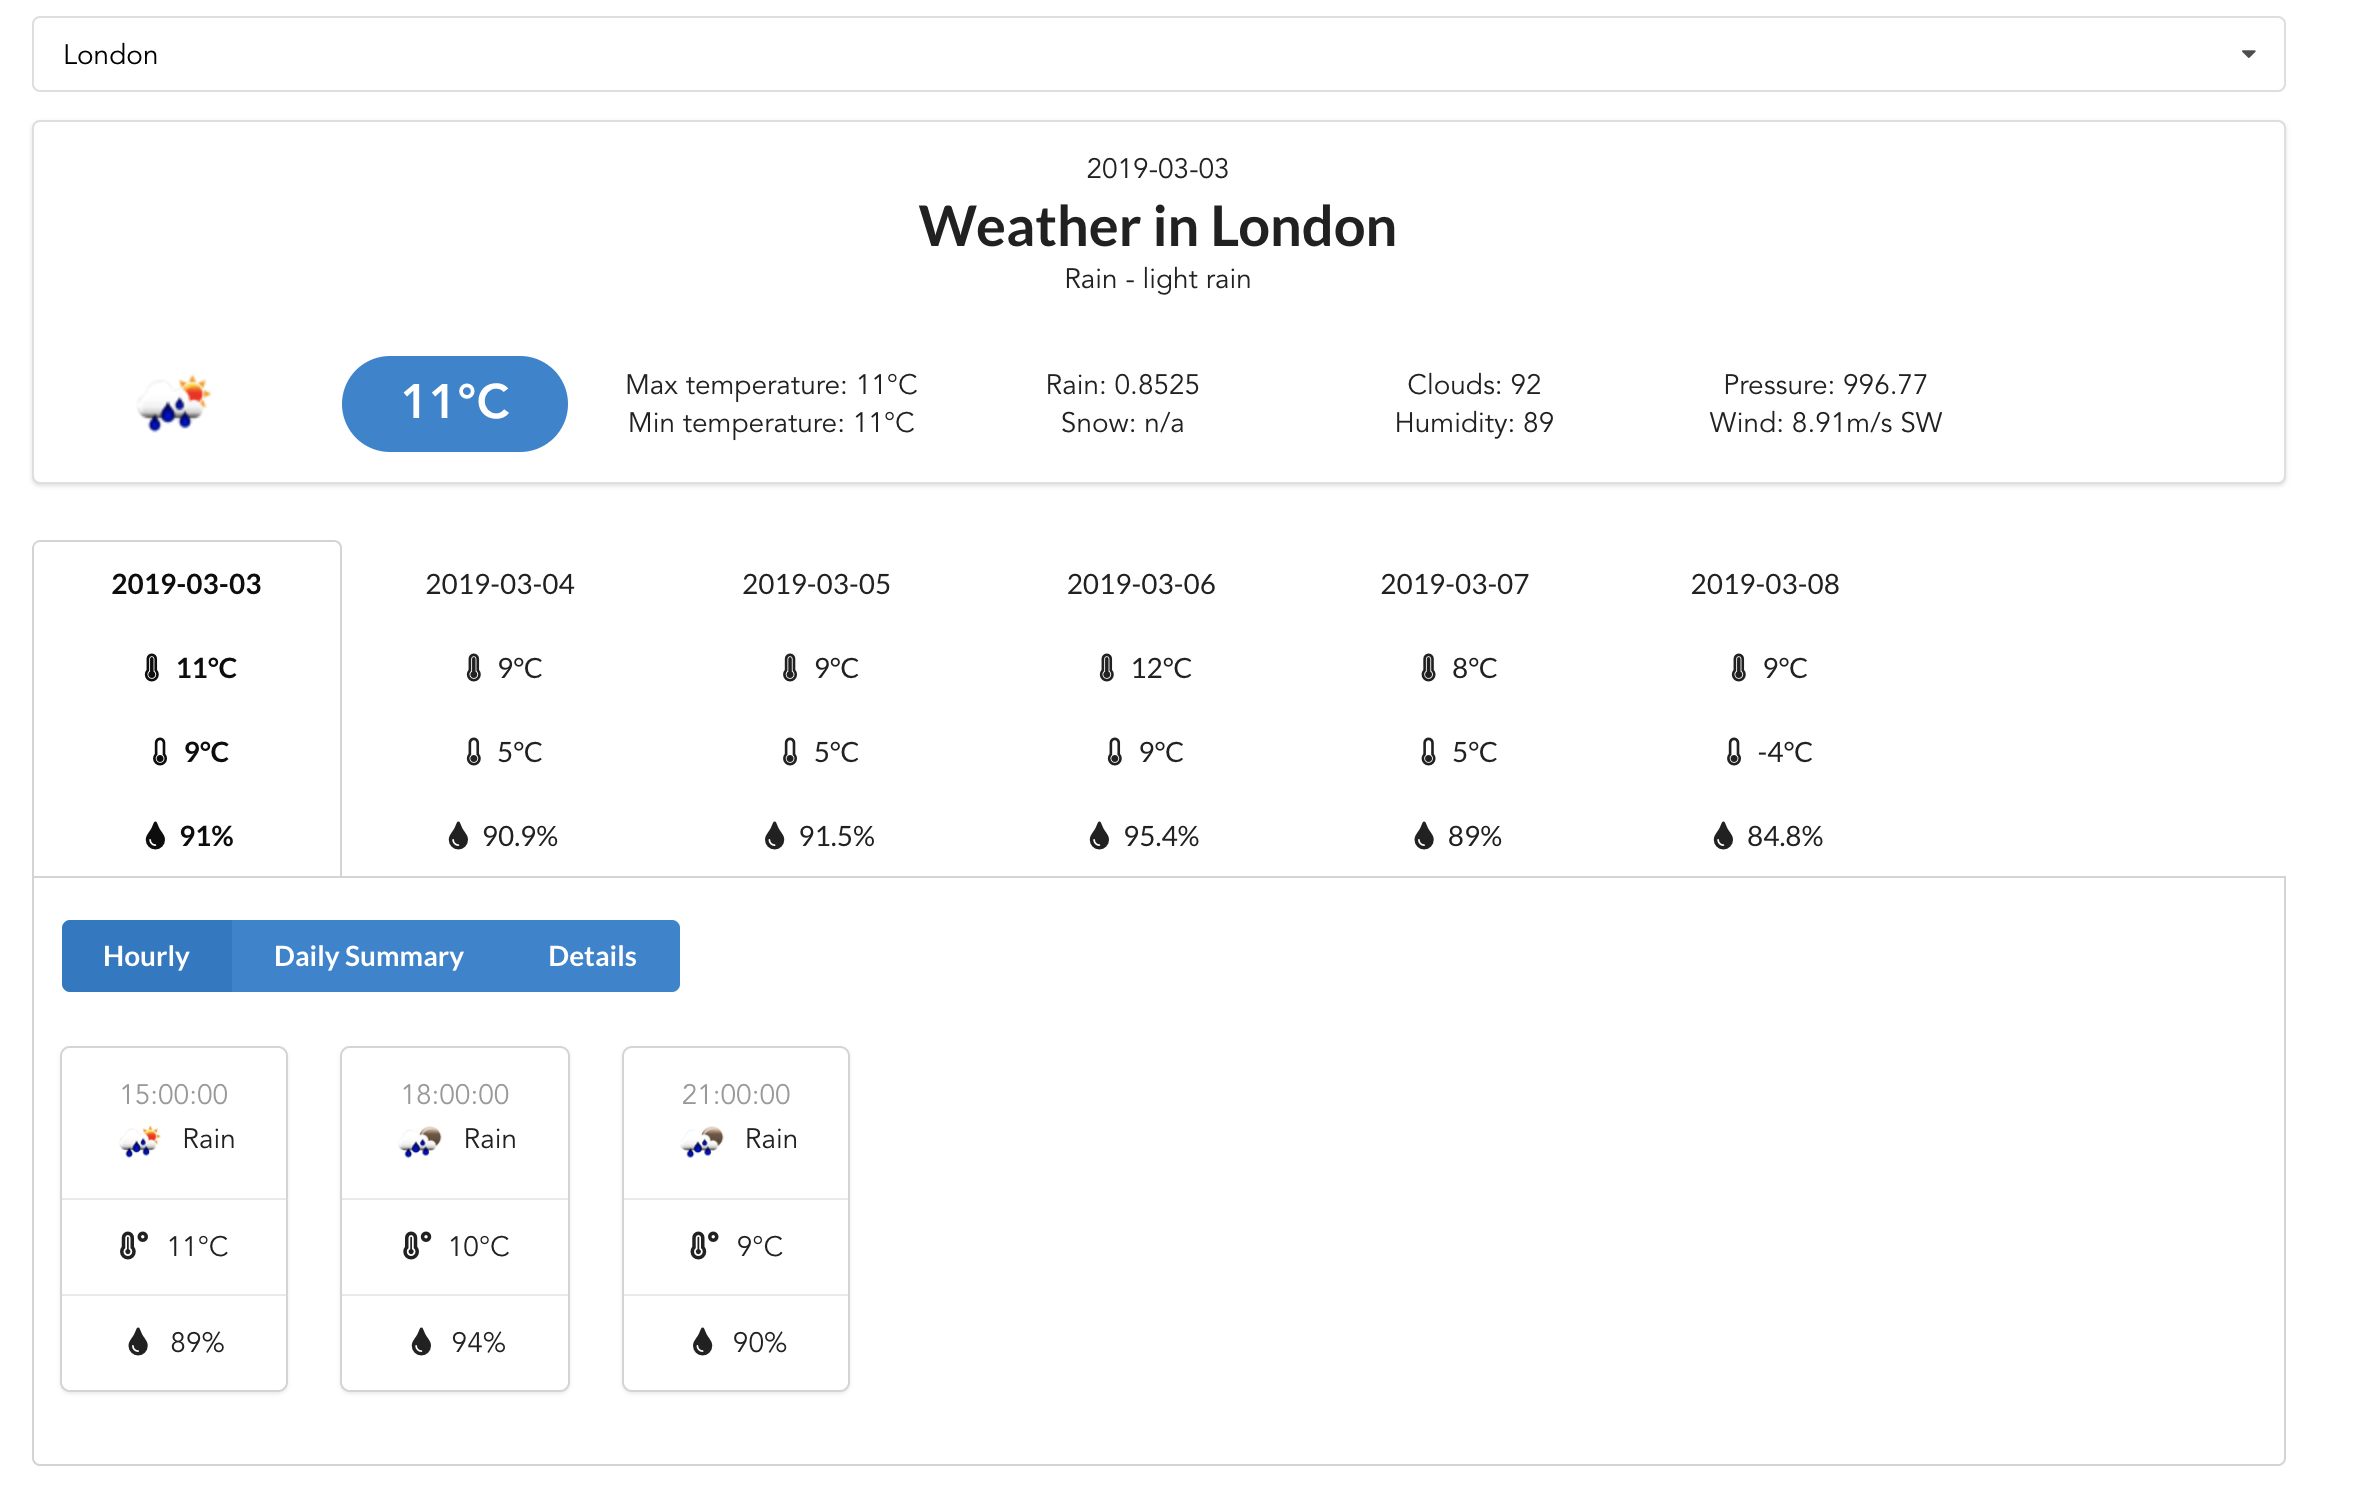 London
2019-03-03
Weather in London
Rain - light rain
11°C
Max temperature: 11°C
Min temperature: 11°C
Rain: 0.8525
Snow: n/a
Clouds: 92
Humidity: 89
Pressure: 996.77
Wind: 8.91m/s SW
2019-03-03 2019-03-04 2019-03-05 2019-03-06 2019-03-07 2019-03-08
11°C 9°C 9°C 12°C 8°C 9°C
9°C 5°C 5°C 9°C 5°C -4°C
91% 90.9% 91.5% 95.4% 89% 84.8%
Hourly Daily Summary Details
15:00:00 18:00:00 21:00:00
Rain Rain Rain
11°C 10°C 9°C
89% 94% 90%